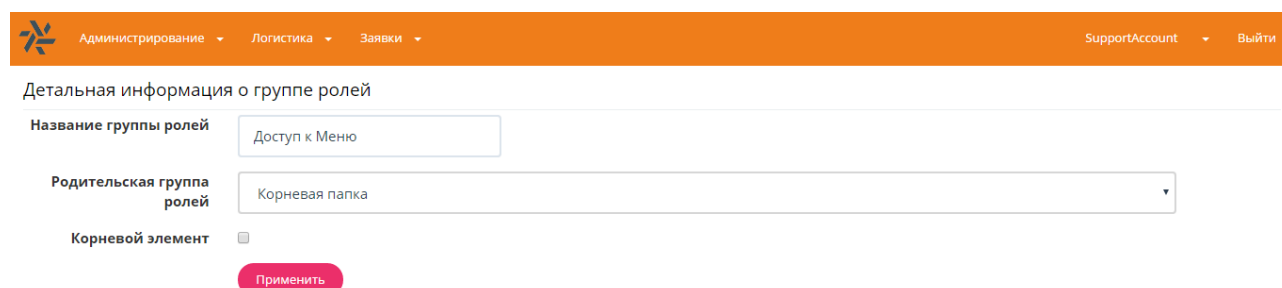 Администрирование Логистика Заявки SupportAccount Выйти
Детальная информация о группе ролей
Название группы ролей Доступ к Меню
Родительская группа ролей Корневая папка
Корневой элемент
Применить